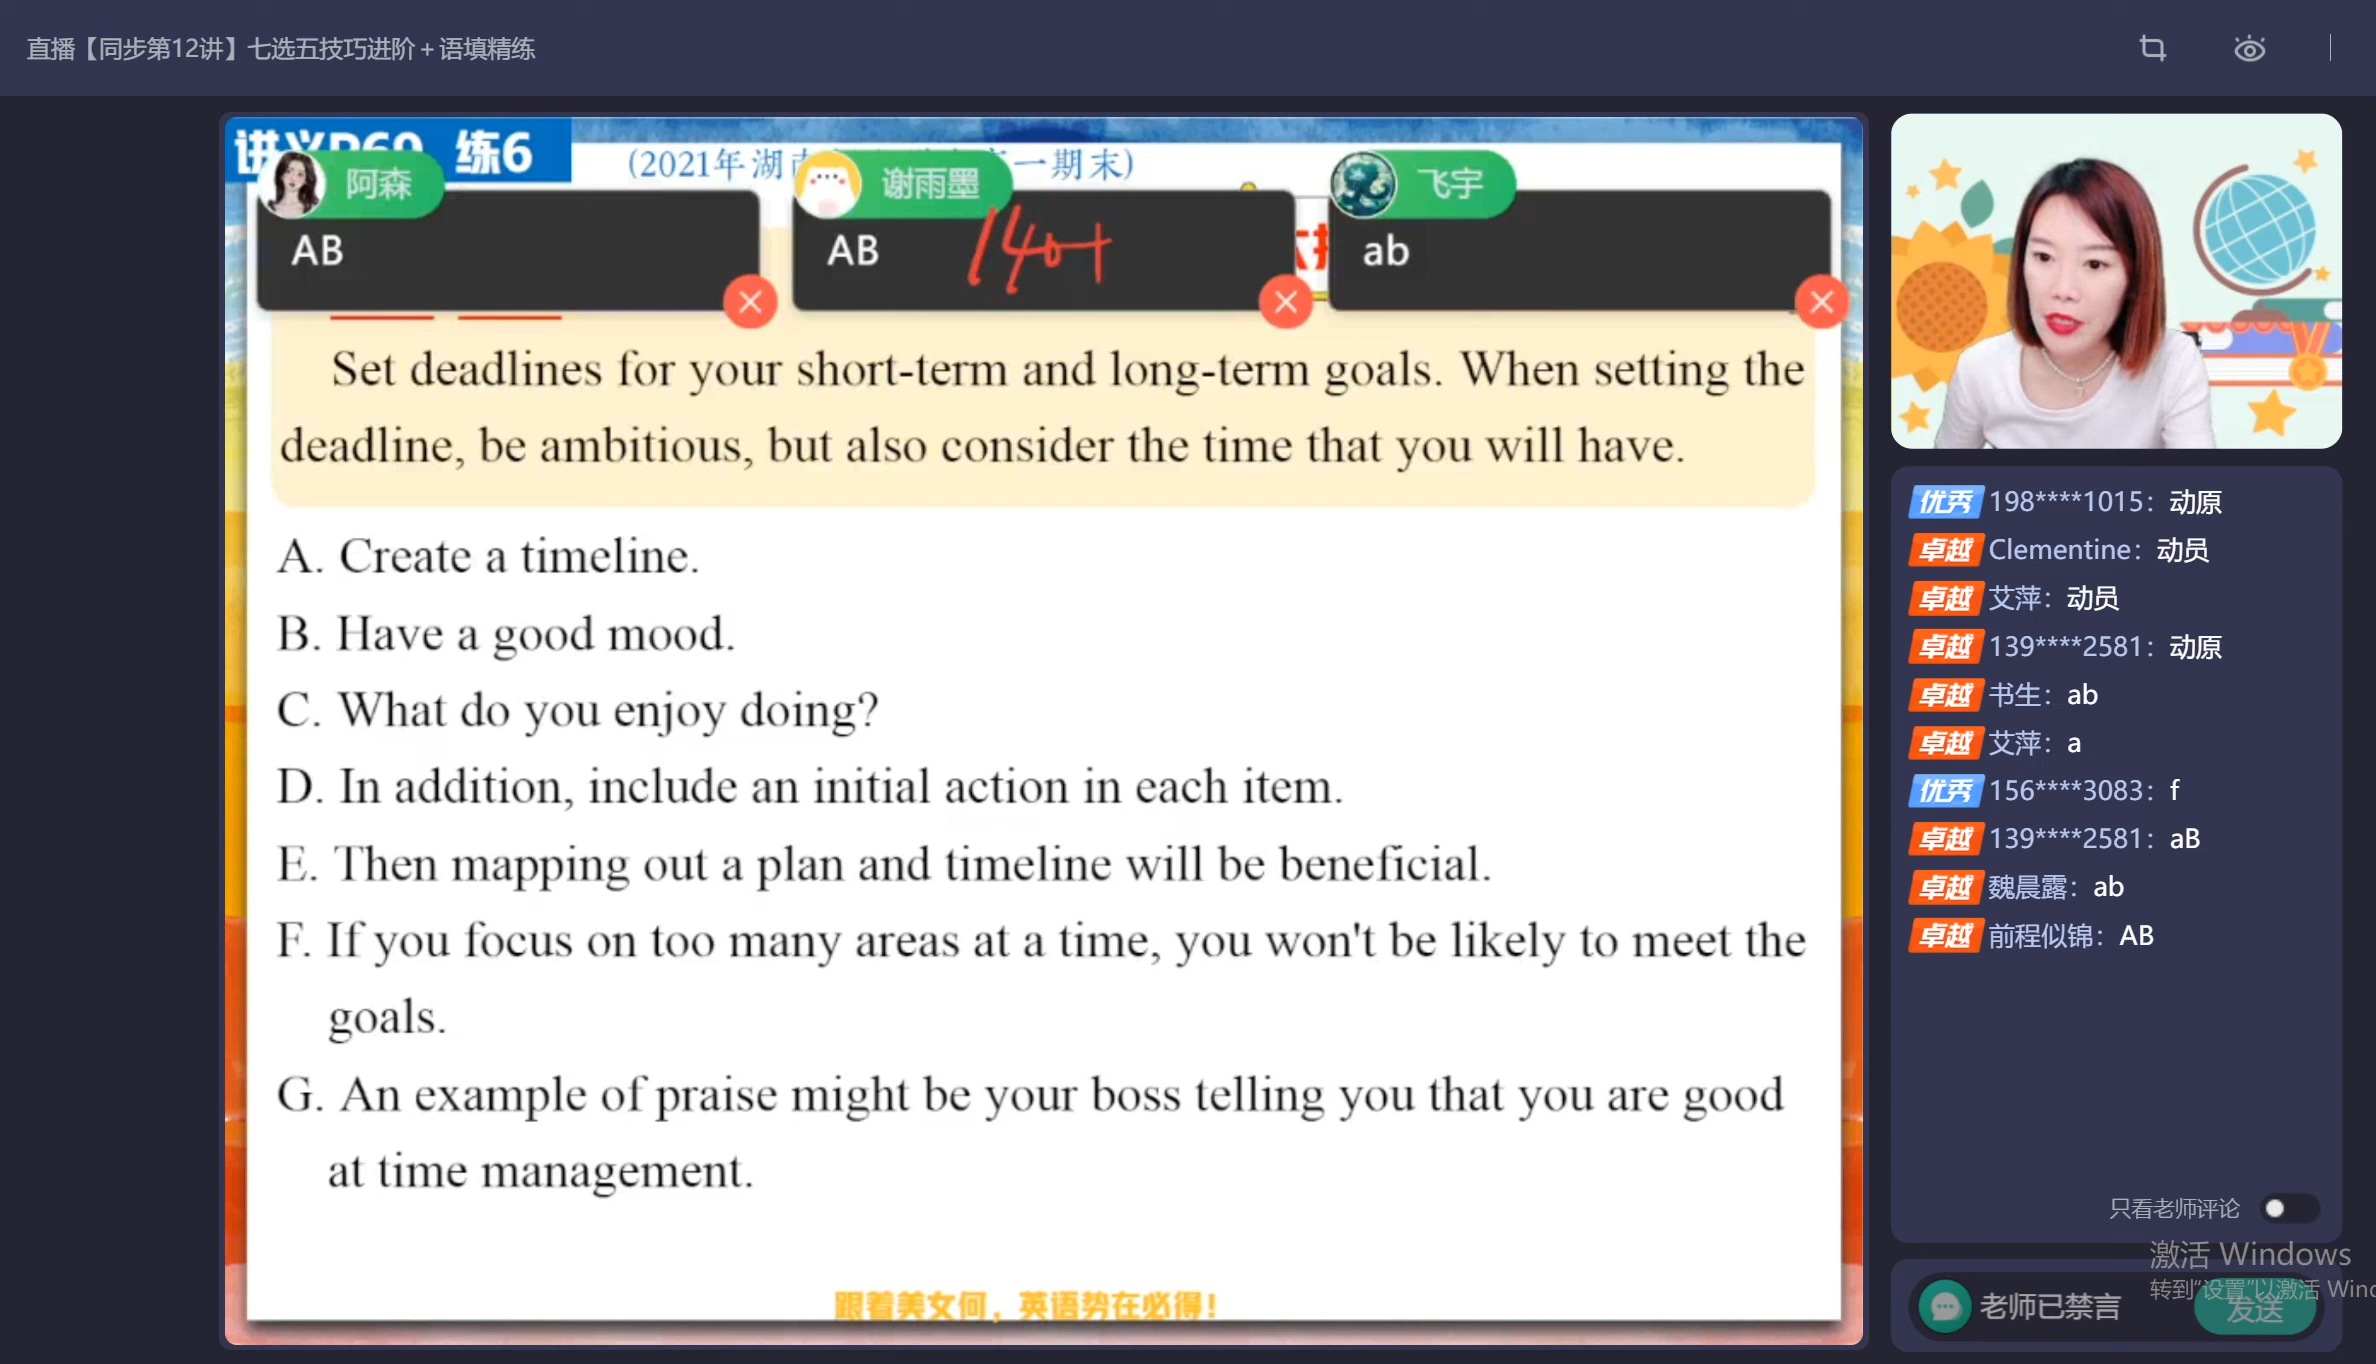 直播【同步第12讲】七选五技巧进阶+语填精练
练6
(2021年湖
一期末)
阿森
AB
谢雨墨
AB
140+
飞宇
ab
Set deadlines for your short-term and long-term goals. When setting the
deadline, be ambitious, but also consider the time that you will have.
A. Create a timeline.
B. Have a good mood.
C. What do you enjoy doing?
D. In addition, include an initial action in each item.
E. Then mapping out a plan and timeline will be beneficial.
F. If you focus on too many areas at a time, you won't be likely to meet the
goals.
G. An example of praise might be your boss telling you that you are good
at time management.
跟着美女何，英语势在必得！
优秀 198****1015：动原
卓越 Clementine：动员
卓越 艾萍：动员
卓越 139****2581：动原
卓越 书生：ab
卓越 艾萍：a
优秀 156****3083：f
卓越 139****2581：aB
卓越 魏晨露：ab
卓越 前程似锦：AB
只看老师评论
激活 Windows
转到“设置”以激活 Win
老师已禁言
发送